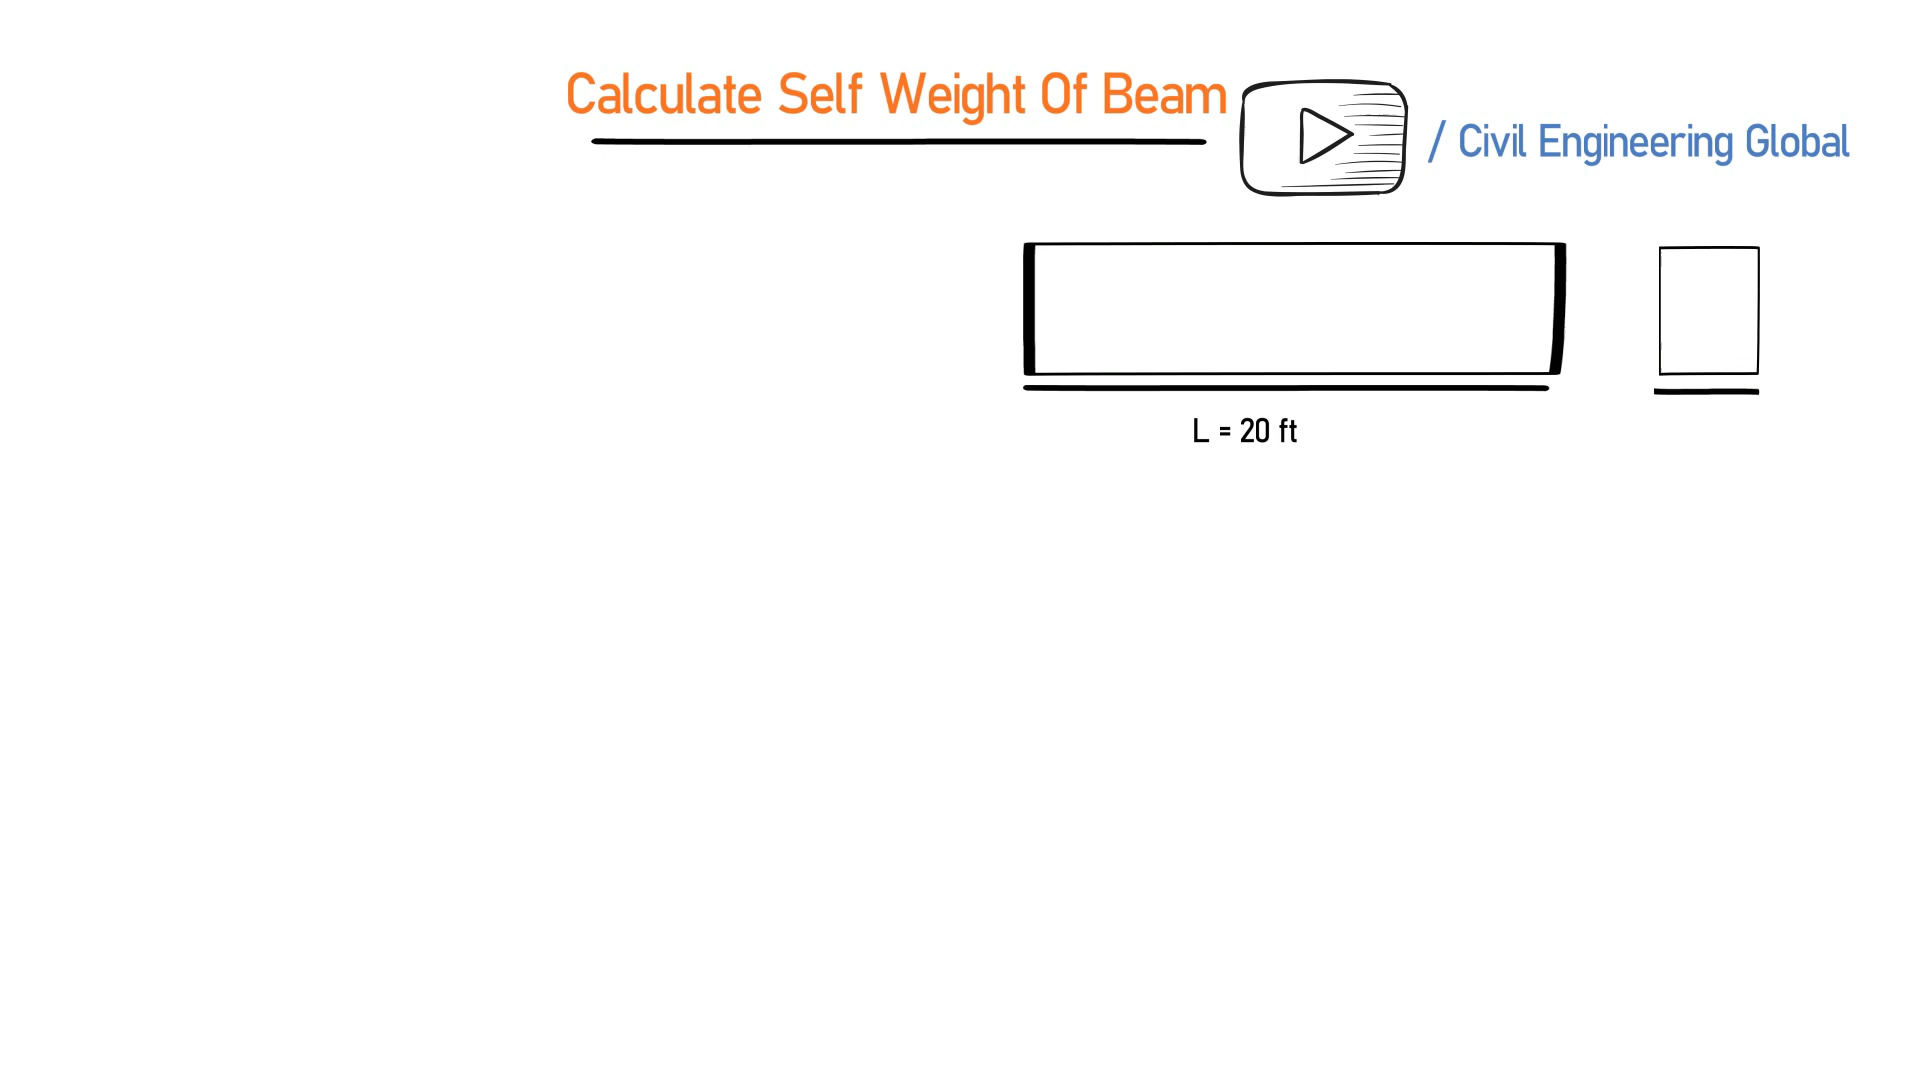 Calculate Self Weight Of Beam
/ Civil Engineering Global
L = 20 ft